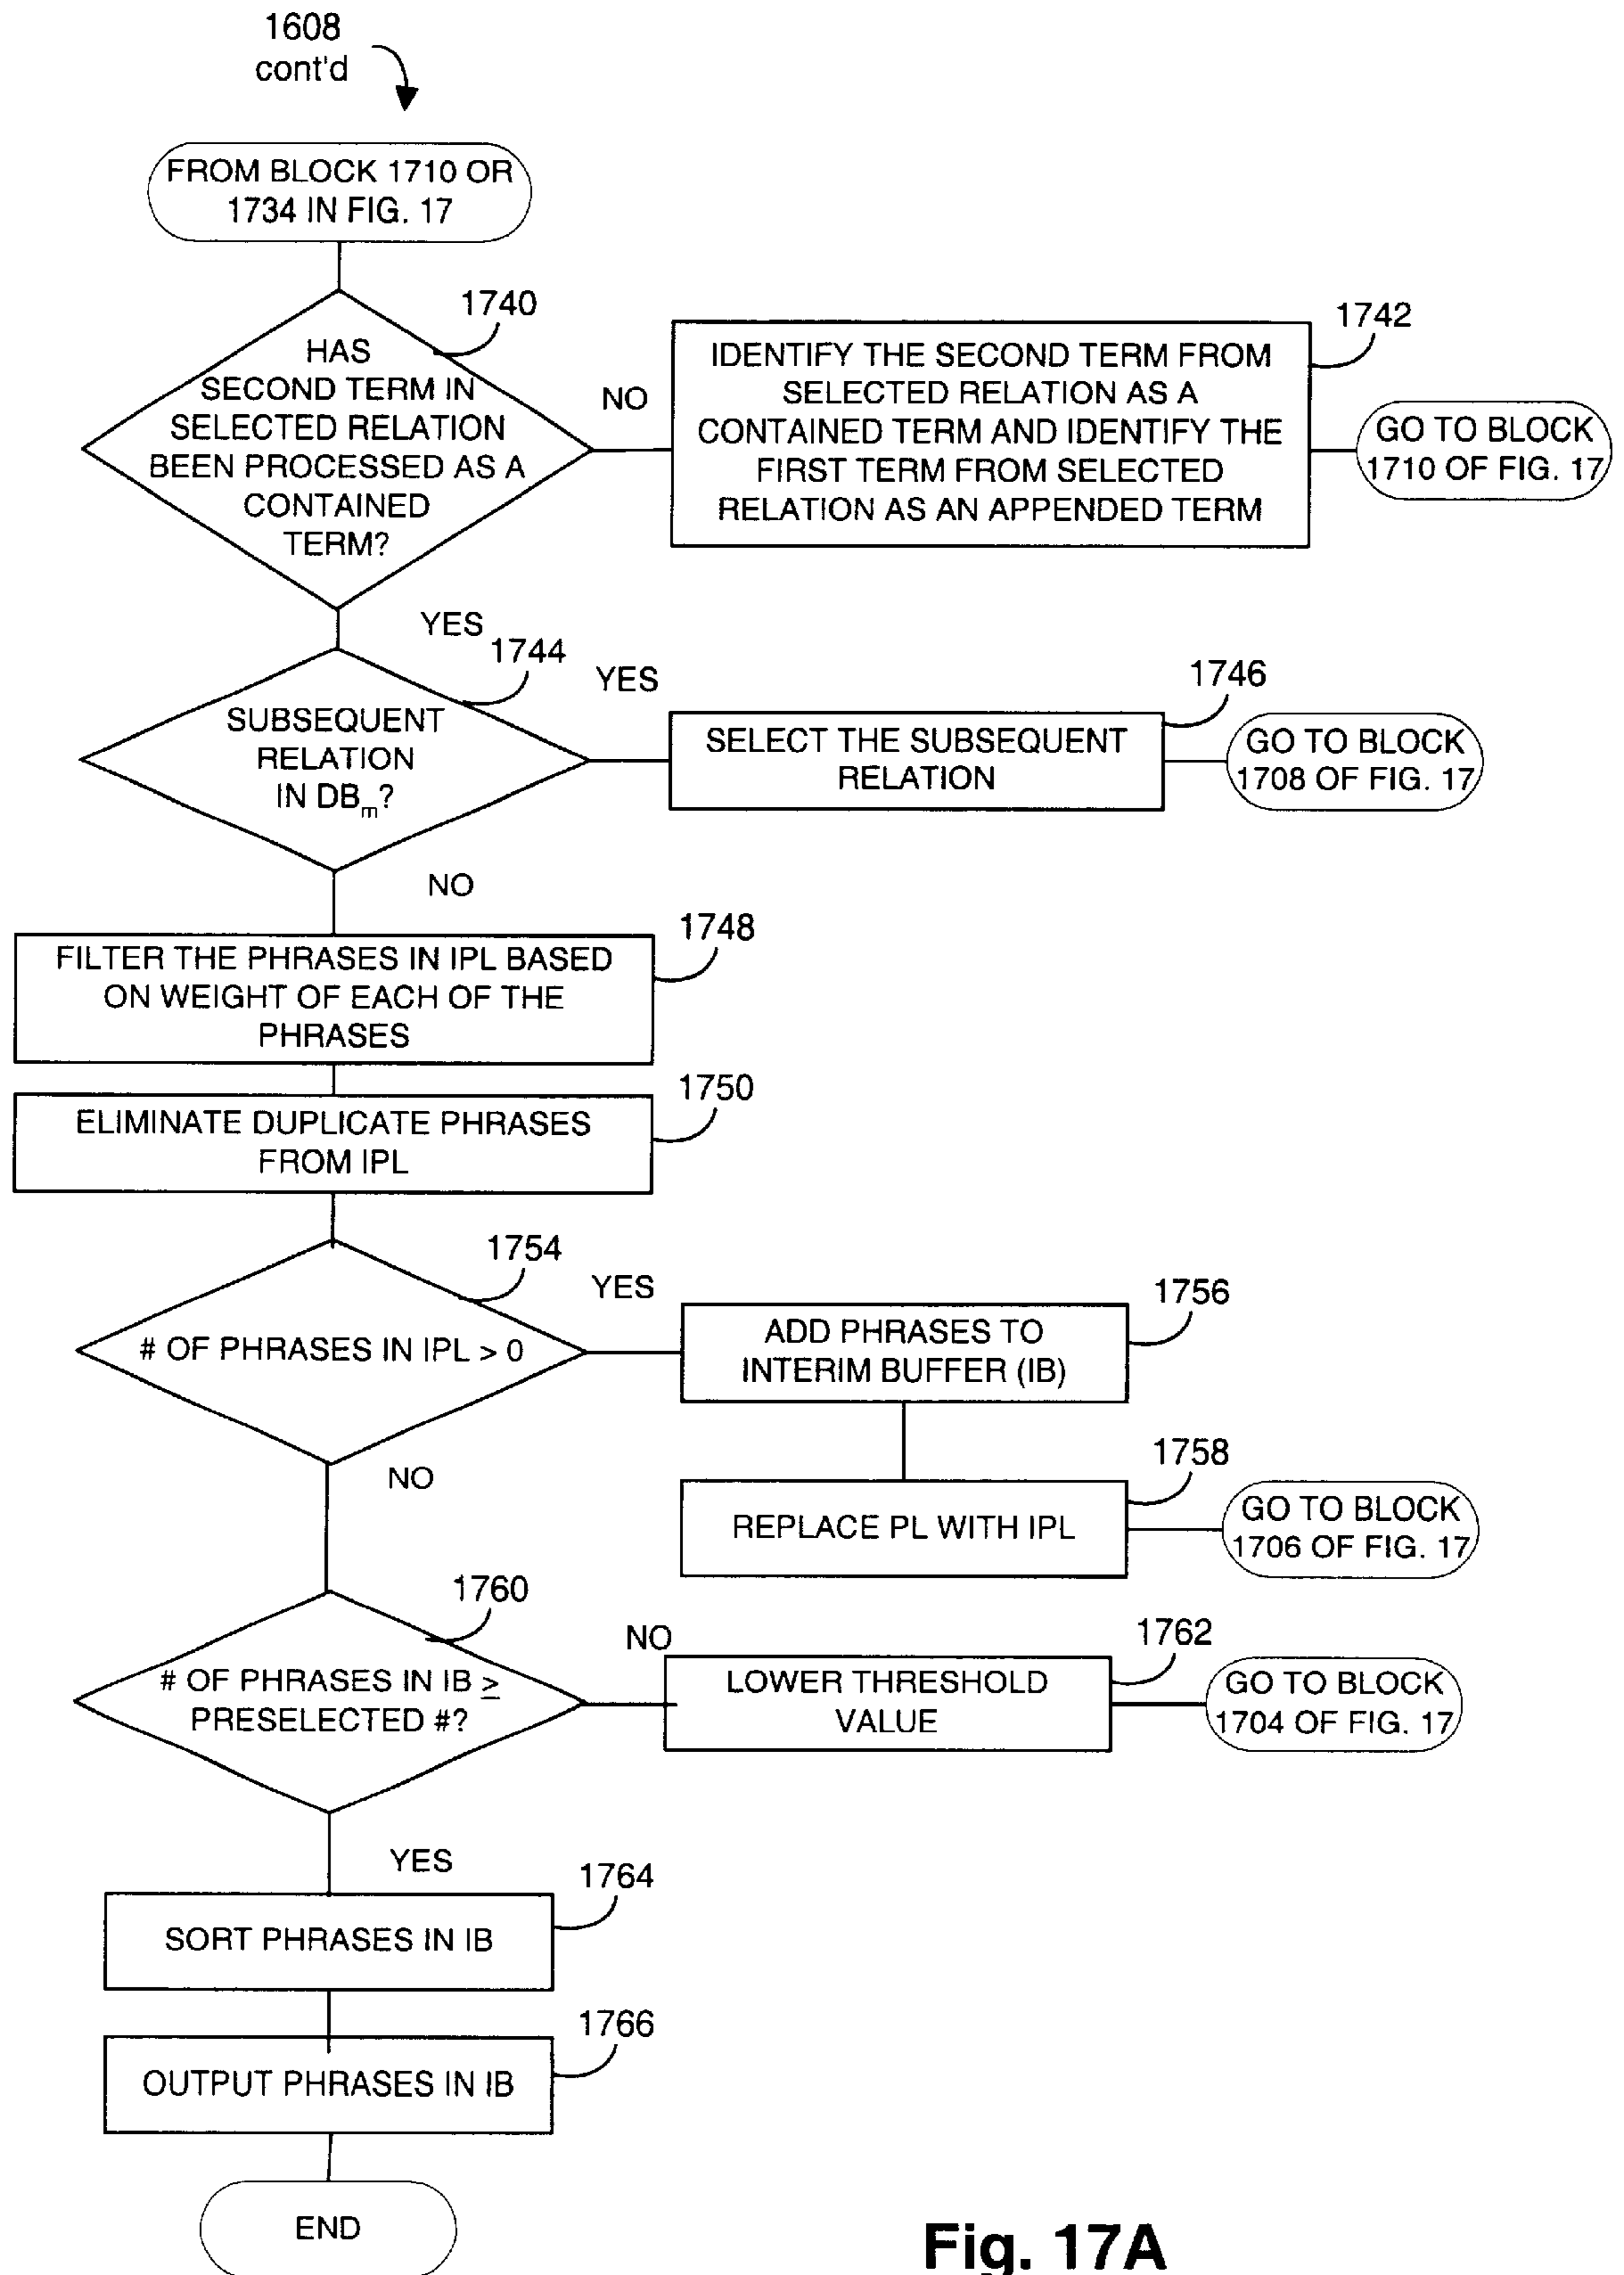 1608
cont'd
FROM BLOCK 1710 OR
1734 IN FIG. 17
1740
HAS
SECOND TERM IN
SELECTED RELATION
BEEN PROCESSED AS A
CONTAINED
TERM?
NO
1742
IDENTIFY THE SECOND TERM FROM
SELECTED RELATION AS A
CONTAINED TERM AND IDENTIFY THE
FIRST TERM FROM SELECTED
RELATION AS AN APPENDED TERM
GO TO BLOCK
1710 OF FIG. 17
YES
1744
SUBSEQUENT
RELATION
IN DBm?
YES
1746
SELECT THE SUBSEQUENT
RELATION
GO TO BLOCK
1708 OF FIG. 17
NO
1748
FILTER THE PHRASES IN IPL BASED
ON WEIGHT OF EACH OF THE
PHRASES
1750
ELIMINATE DUPLICATE PHRASES
FROM IPL
1754
# OF PHRASES IN IPL > 0
YES
1756
ADD PHRASES TO
INTERIM BUFFER (IB)
1758
REPLACE PL WITH IPL
GO TO BLOCK
1706 OF FIG. 17
NO
1760
# OF PHRASES IN IB ≥
PRESELECTED #?
NO
1762
LOWER THRESHOLD
VALUE
GO TO BLOCK
1704 OF FIG. 17
YES
1764
SORT PHRASES IN IB
1766
OUTPUT PHRASES IN IB
END
Fig. 17A